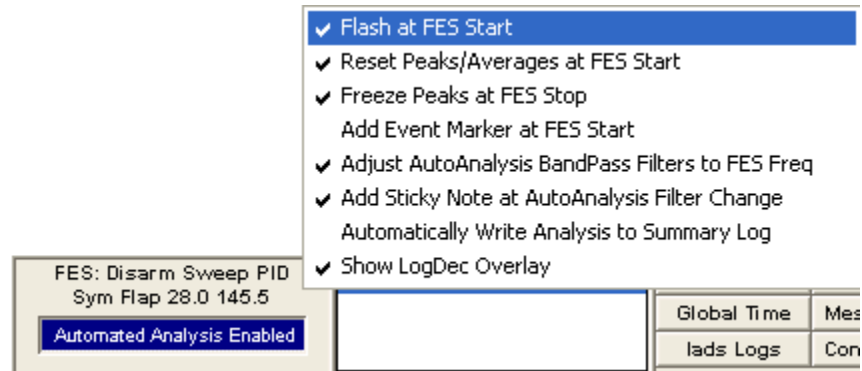 Flash at FES Start
Reset Peaks/Averages at FES Start
Freeze Peaks at FES Stop
Add Event Marker at FES Start
Adjust AutoAnalysis BandPass Filters to FES Freq
Add Sticky Note at AutoAnalysis Filter Change
Automatically Write Analysis to Summary Log
Show LogDec Overlay
FES: Disarm Sweep PID
Sym Flap 28.0 145.5
Automated Analysis Enabled
Global Time
Iads Logs